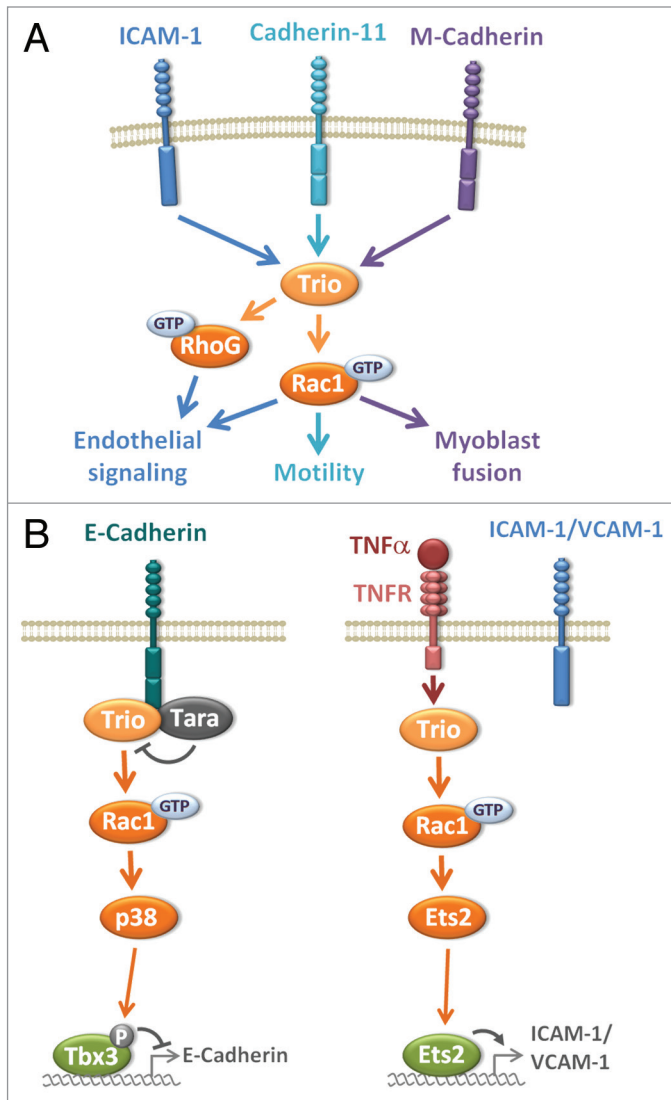 A
ICAM-1
Cadherin-11
M-Cadherin
Trio
GTP
RhoG
Rac1
GTP
Endothelial
signaling
Motility
Myoblast
fusion
B
E-Cadherin
Trio
Tara
Rac1
GTP
p38
P
Tbx3
E-Cadherin
TNFα
ICAM-1/VCAM-1
TNFR
Trio
Rac1
GTP
Ets2
Ets2
ICAM-1/
VCAM-1